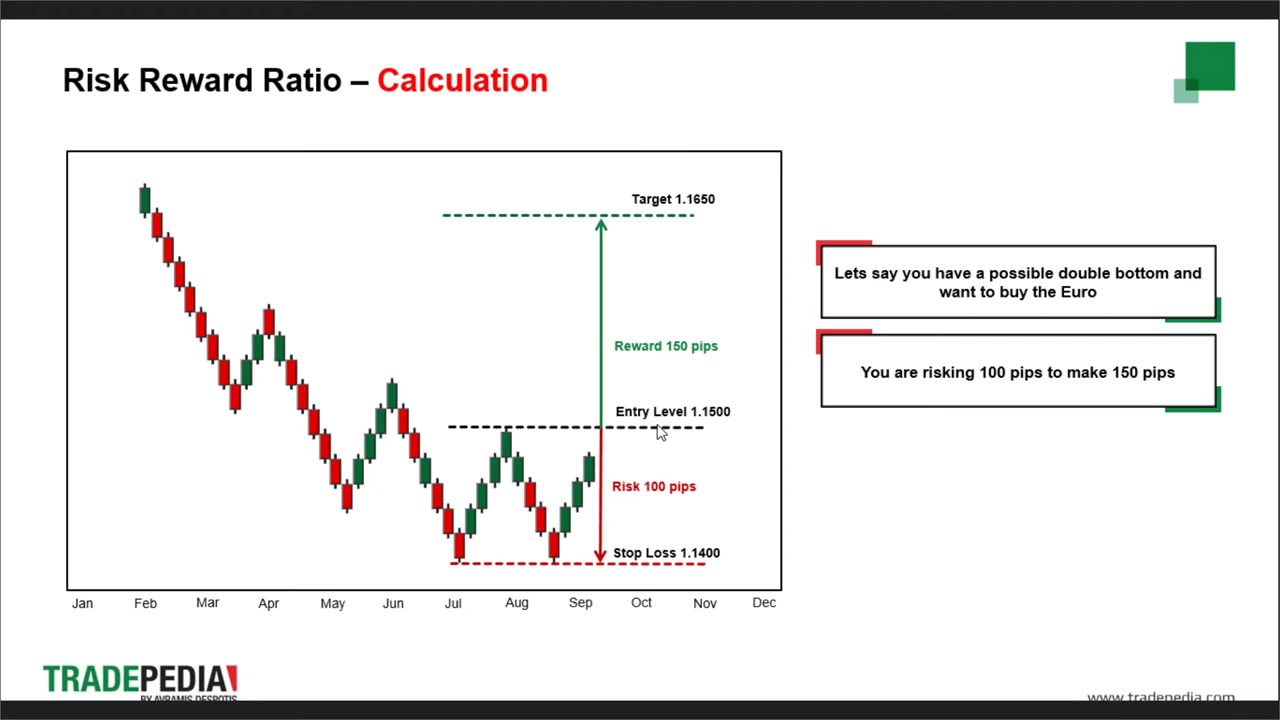 Risk Reward Ratio – Calculation
Target 1.1650
Reward 150 pips
Entry Level 1.1500
Risk 100 pips
Stop Loss 1.1400
Jan Feb Mar Apr May Jun Jul Aug Sep Oct Nov Dec
Lets say you have a possible double bottom and
want to buy the Euro
You are risking 100 pips to make 150 pips
TRADEPEDIA
BY AVRAMIS DESPOTIS
www.tradepedia.com